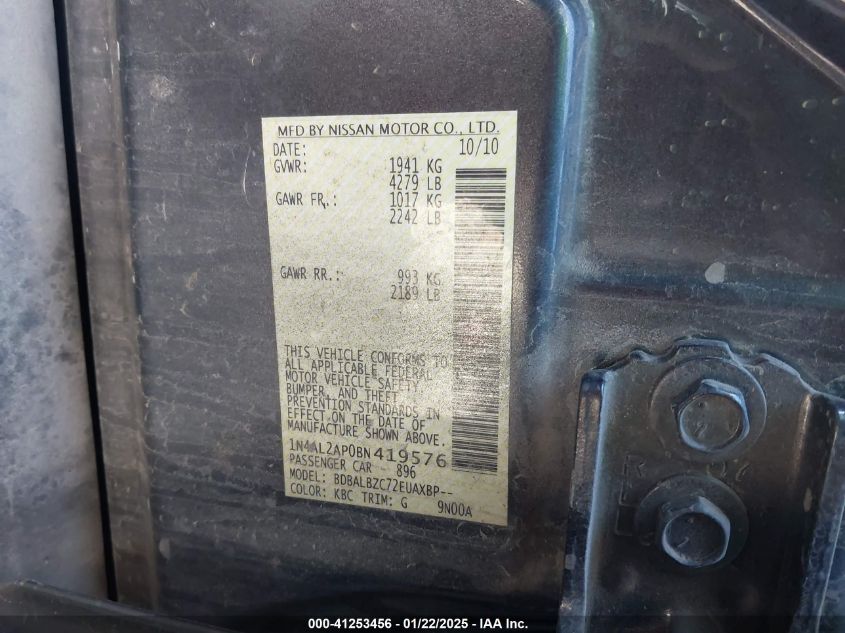 MFD BY NISSAN MOTOR CO., LTD.
DATE: 10/10
GVWR: 1941 KG
4279 LB
GAWR FR.: 1017 KG
2242 LB
GAWR RR.: 993 KG
2189 LB
THIS VEHICLE CONFORMS TO
ALL APPLICABLE FEDERAL
MOTOR VEHICLE SAFETY
BUMPER, AND THEFT
PREVENTION STANDARDS IN
EFFECT ON THE DATE OF
MANUFACTURE SHOWN ABOVE.
1N4AL2AP0BN419576
PASSENGER CAR 896
MODEL: BDBALBZC72EUAXBP--
COLOR: KBC TRIM: G 9N00A
000-41253456 - 01/22/2025 - IAA Inc.